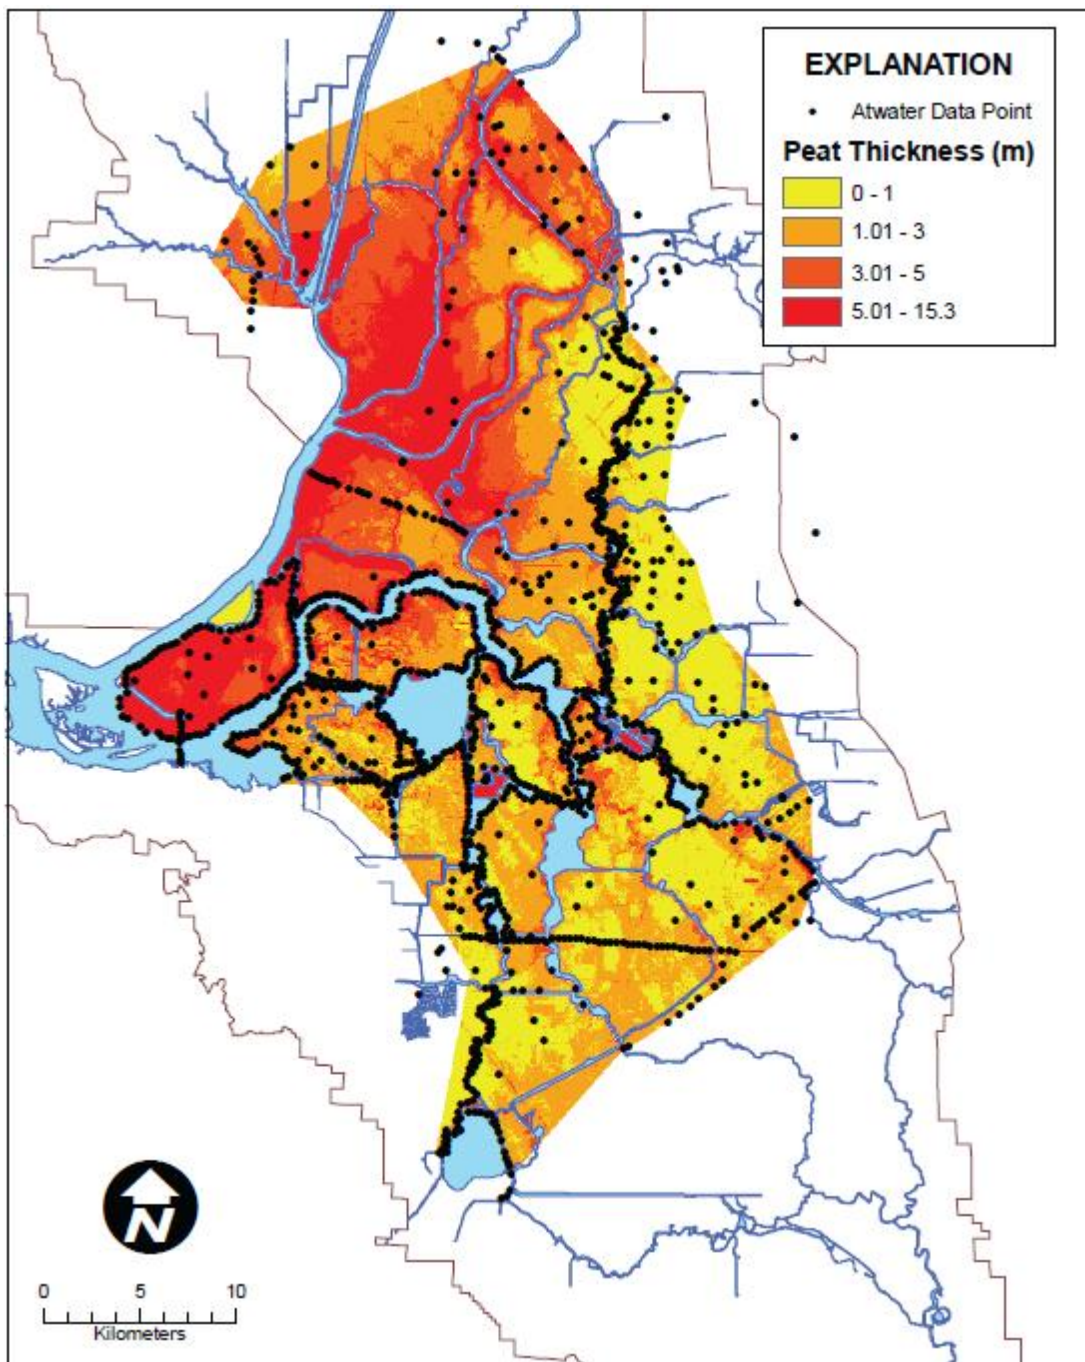 EXPLANATION
Atwater Data Point
Peat Thickness (m)
0 - 1
1.01 - 3
3.01 - 5
5.01 - 15.3
N
0 5 10
Kilometers